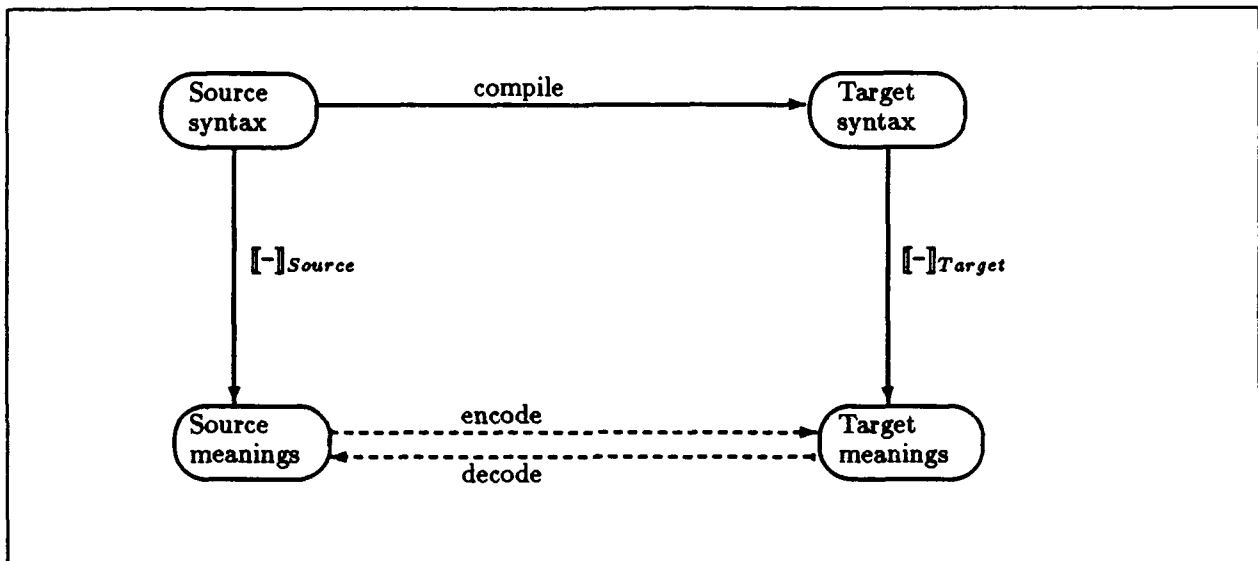 Source
syntax
compile
Target
syntax
⟦-⟧Source
⟦-⟧Target
Source
meanings
encode
decode
Target
meanings